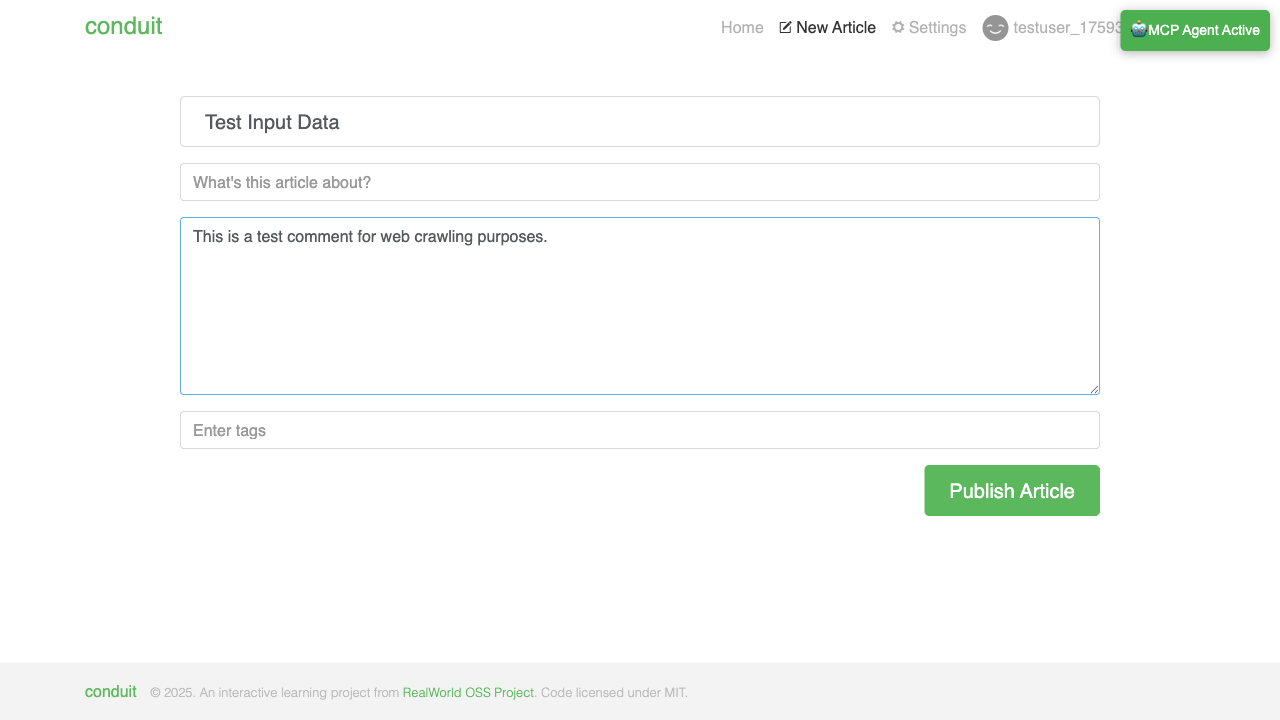 conduit
Home New Article Settings testuser_17593
MCP Agent Active
Test Input Data
What's this article about?
This is a test comment for web crawling purposes.
Enter tags
Publish Article
conduit © 2025. An interactive learning project from RealWorld OSS Project. Code licensed under MIT.